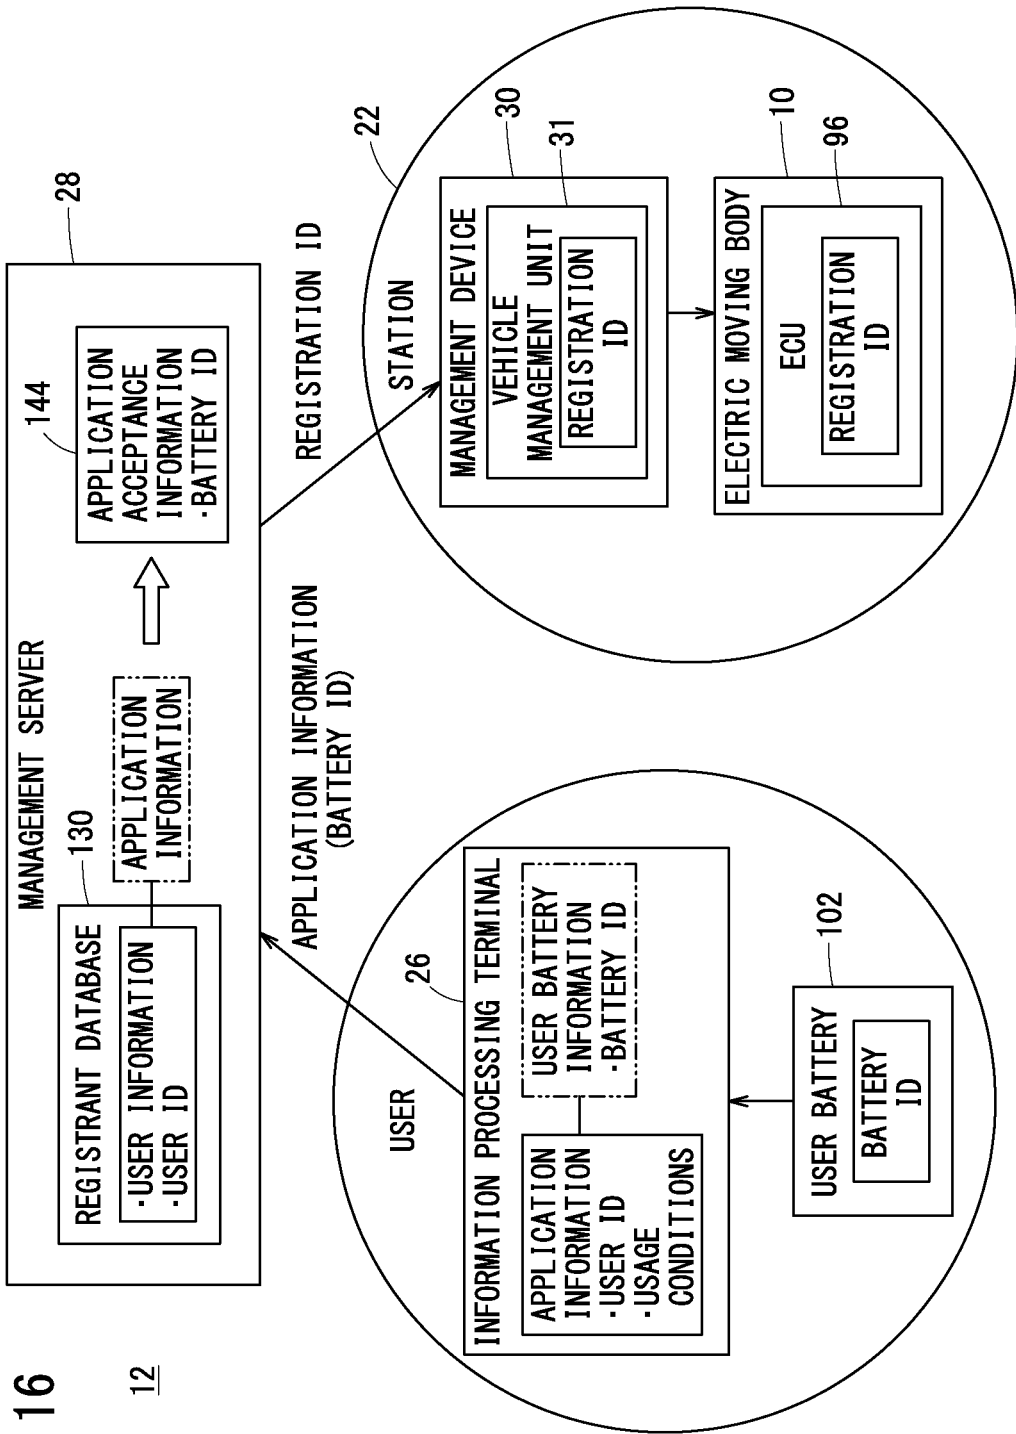 16
12
MANAGEMENT SERVER
28
REGISTRANT DATABASE
130
·USER INFORMATION
·USER ID
APPLICATION
INFORMATION
144
APPLICATION
ACCEPTANCE
INFORMATION
·BATTERY ID
APPLICATION INFORMATION
(BATTERY ID)
REGISTRATION ID
USER
26
INFORMATION PROCESSING TERMINAL
APPLICATION
INFORMATION
·USER ID
·USAGE
CONDITIONS
USER BATTERY
INFORMATION
·BATTERY ID
102
USER BATTERY
BATTERY
ID
22
STATION
30
MANAGEMENT DEVICE
31
VEHICLE
MANAGEMENT UNIT
REGISTRATION
ID
10
ELECTRIC MOVING BODY
96
ECU
REGISTRATION
ID